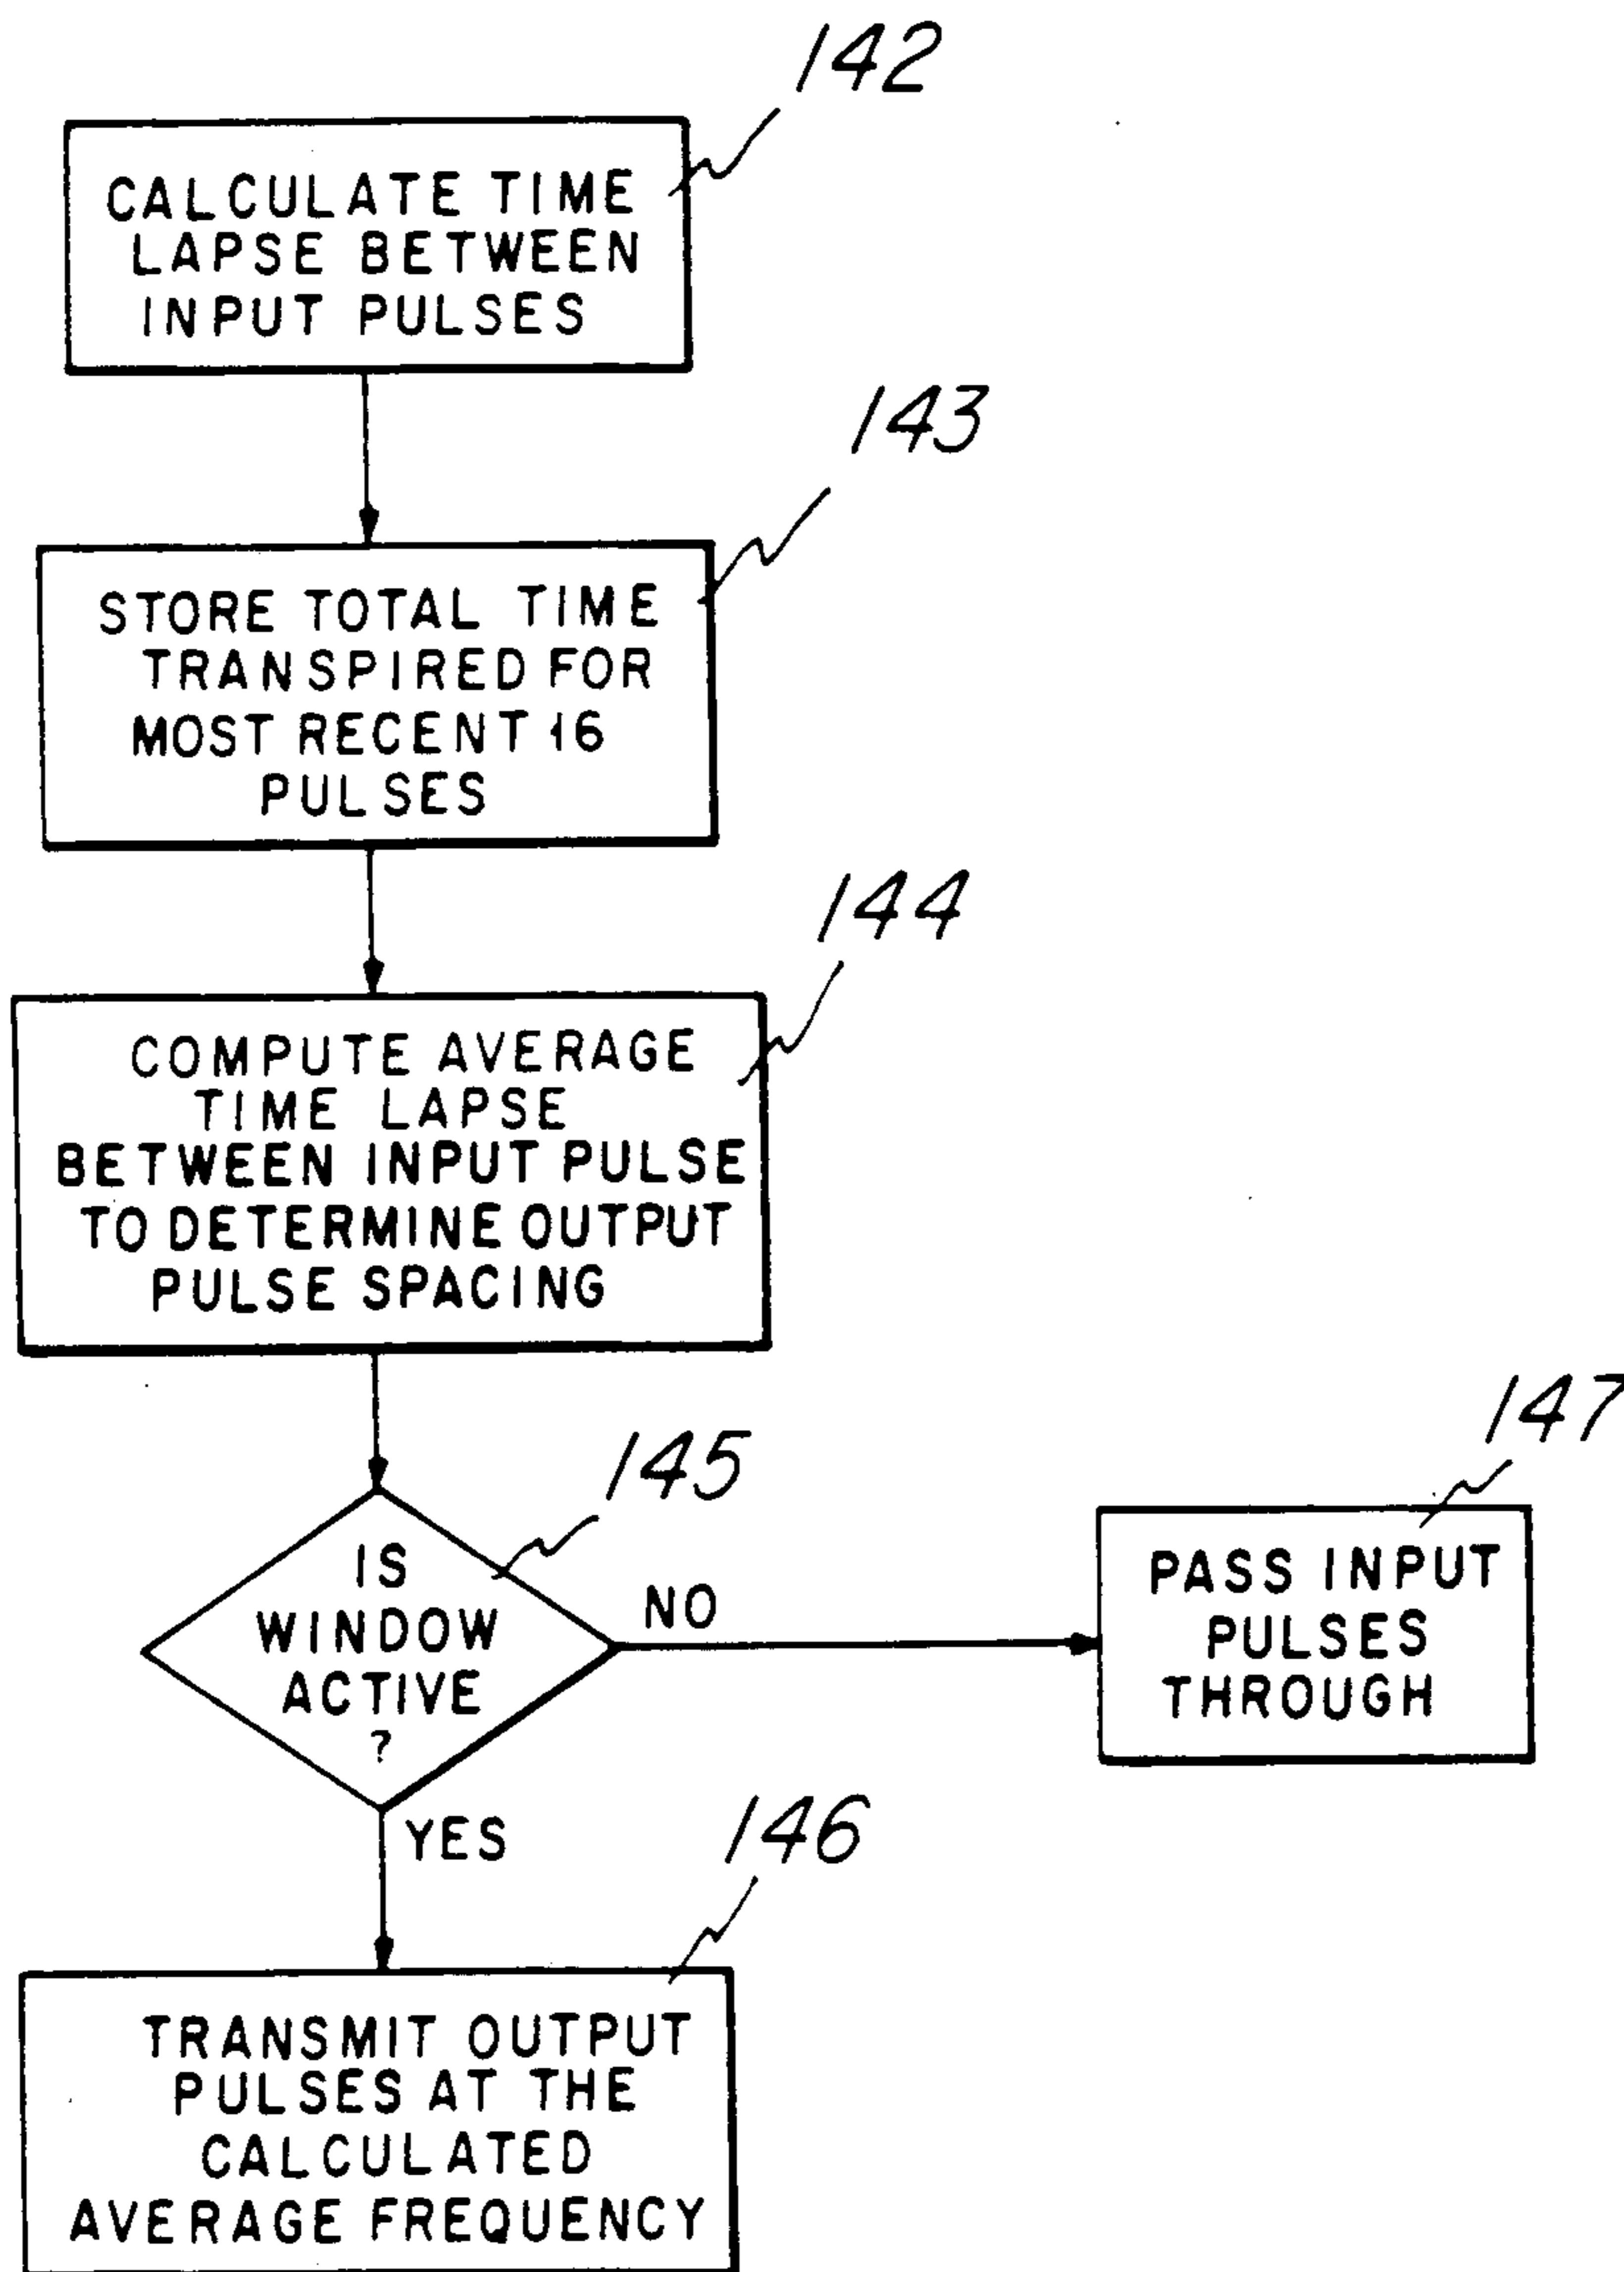 142
CALCULATE TIME
LAPSE BETWEEN
INPUT PULSES
143
STORE TOTAL TIME
TRANSPIRED FOR
MOST RECENT 16
PULSES
144
COMPUTE AVERAGE
TIME LAPSE
BETWEEN INPUT PULSE
TO DETERMINE OUTPUT
PULSE SPACING
145
IS
WINDOW
ACTIVE
?
NO
147
PASS INPUT
PULSES
THROUGH
YES
146
TRANSMIT OUTPUT
PULSES AT THE
CALCULATED
AVERAGE FREQUENCY